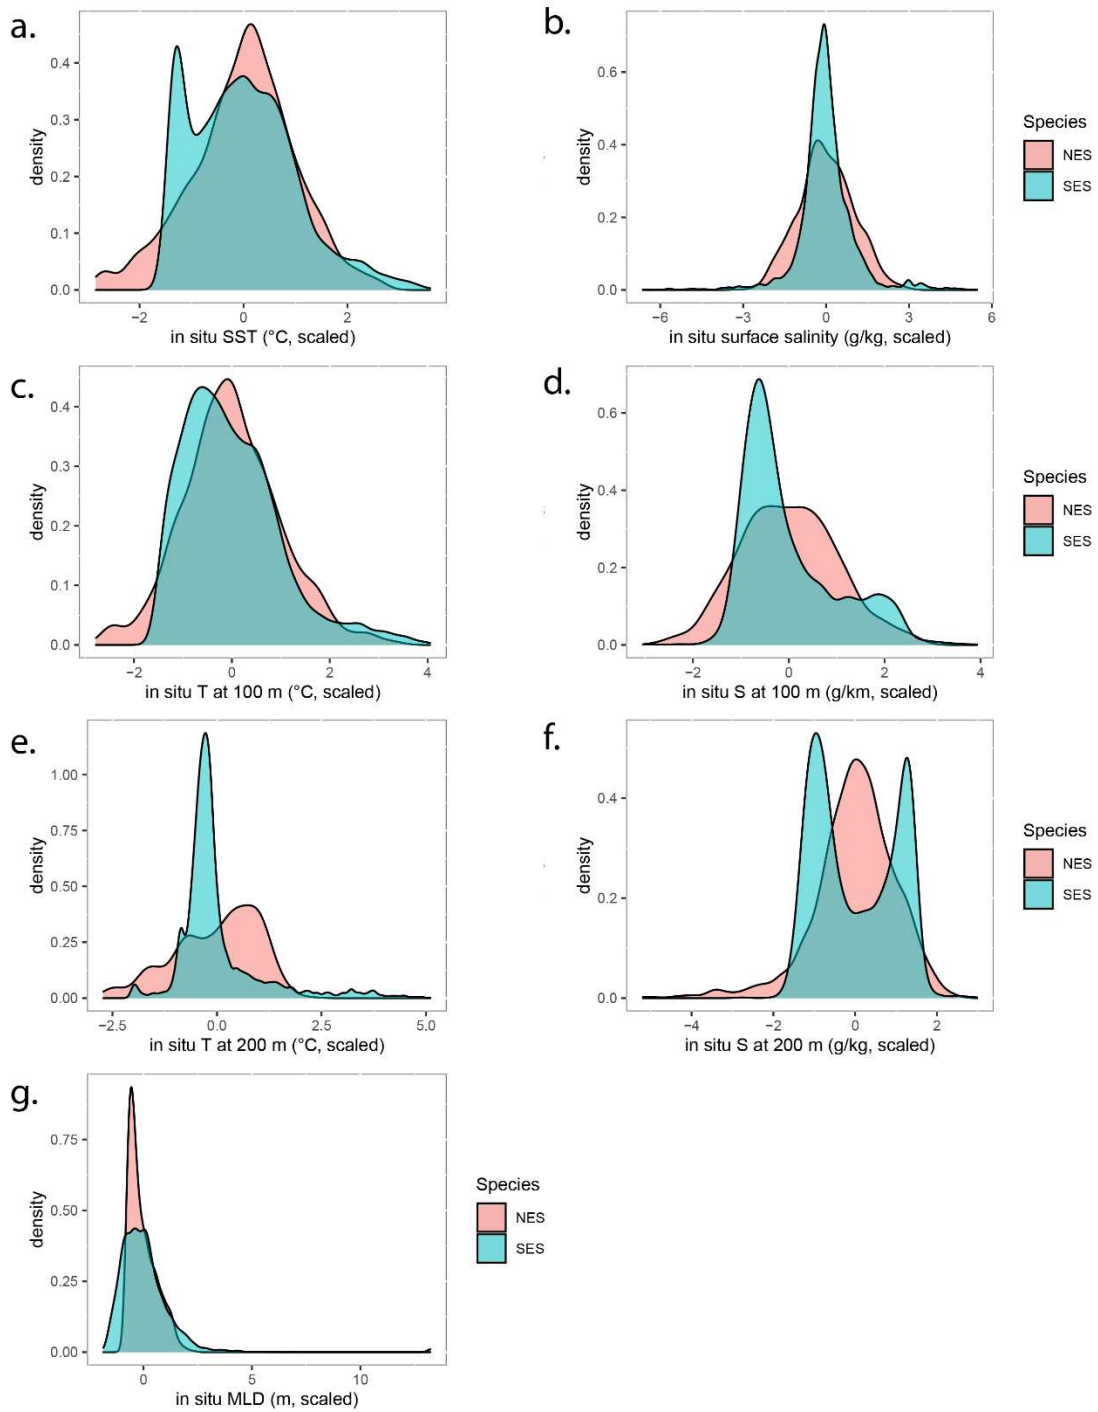 a.
0.4
0.3
0.2
0.1
0.0
density
−2
0
2
in situ SST (°C, scaled)
b.
0.6
0.4
0.2
0.0
density
−6
−3
0
3
6
in situ surface salinity (g/kg, scaled)
Species
NES
SES
c.
0.4
0.3
0.2
0.1
0.0
density
−2
0
2
4
in situ T at 100 m (°C, scaled)
d.
0.6
0.4
0.2
0.0
density
−2
0
2
4
in situ S at 100 m (g/km, scaled)
Species
NES
SES
e.
1.00
0.75
0.50
0.25
0.00
density
−2.5
0.0
2.5
5.0
in situ T at 200 m (°C, scaled)
f.
0.4
0.2
0.0
density
−4
−2
0
2
in situ S at 200 m (g/kg, scaled)
Species
NES
SES
g.
0.75
0.50
0.25
0.00
density
0
5
10
in situ MLD (m, scaled)
Species
NES
SES